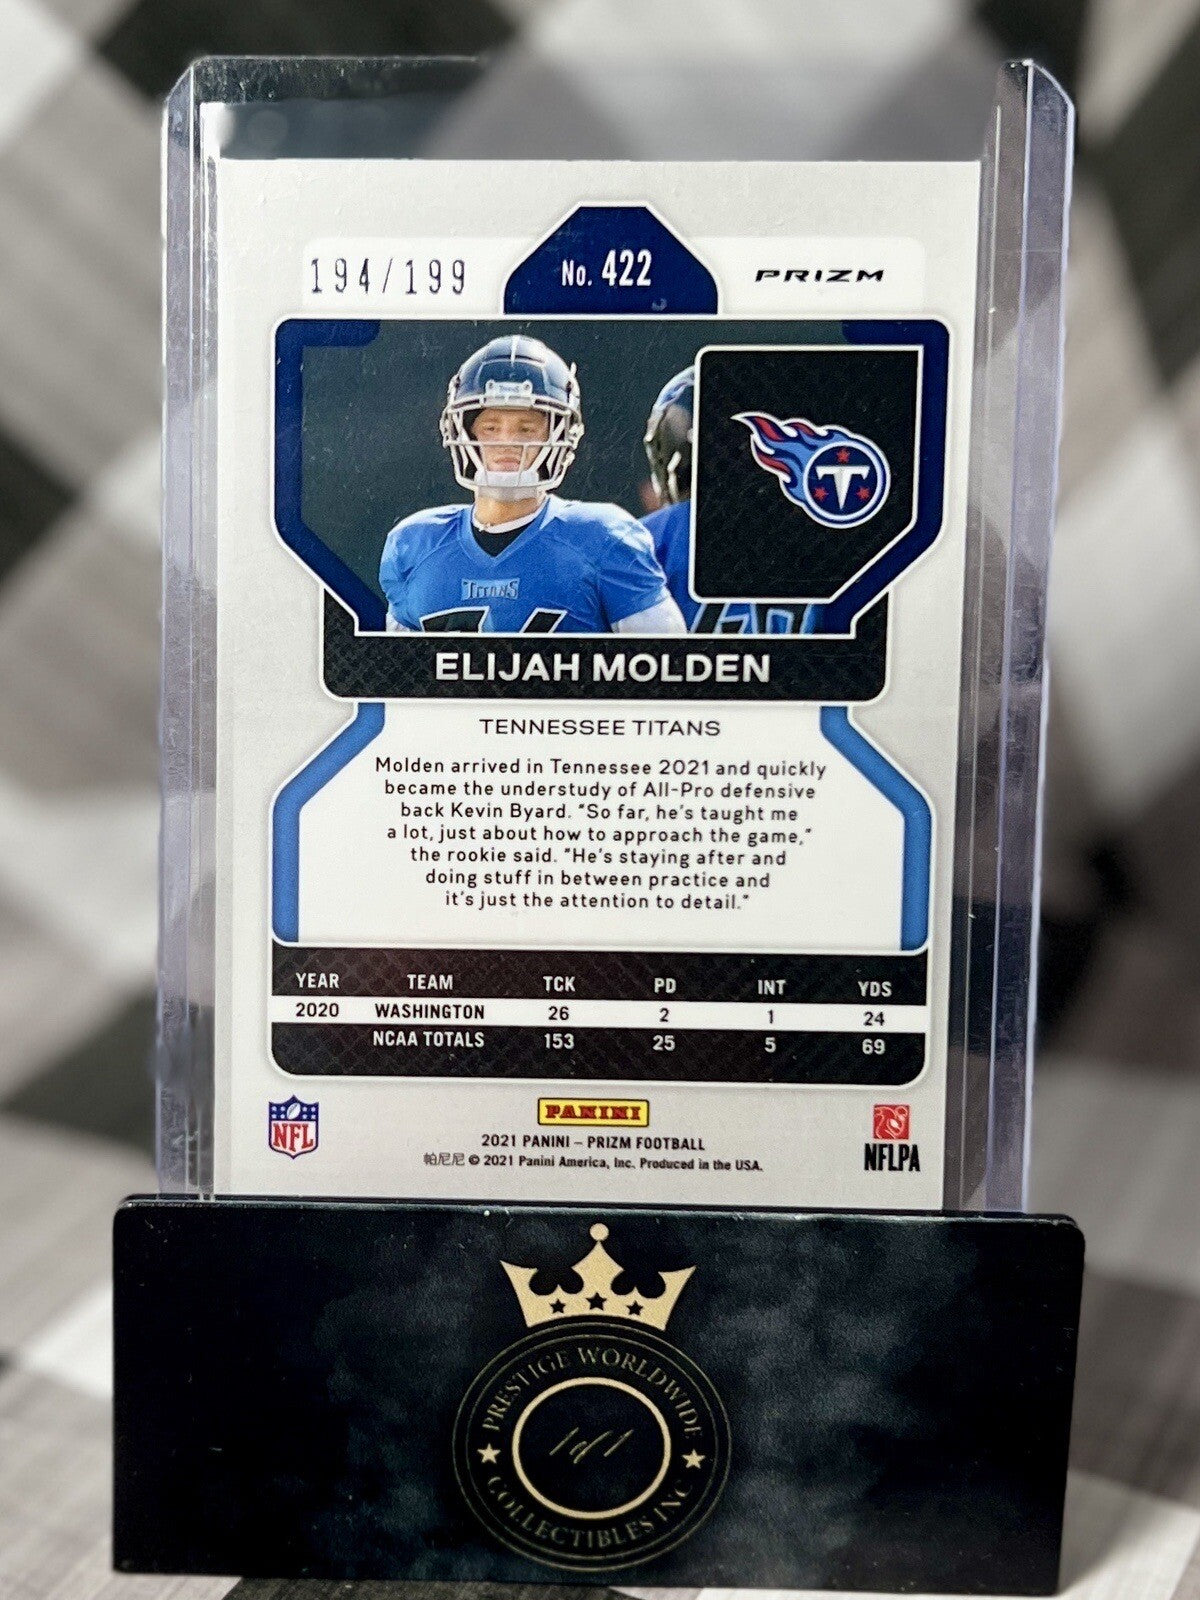 194/199
No. 422
PRIZM
TITANS
T
TITANS
ELIJAH MOLDEN
TENNESSEE TITANS
Molden arrived in Tennessee 2021 and quickly
became the understudy of All-Pro defensive
back Kevin Byard. "So far, he's taught me
a lot, just about how to approach the game,"
the rookie said. "He's staying after and
doing stuff in between practice and
it's just the attention to detail."
YEAR TEAM TCK PD INT YDS
2020 WASHINGTON 26 2 1 24
NCAA TOTALS 153 25 5 69
NFL
PANINI
2021 PANINI – PRIZM FOOTBALL
帕尼尼 © 2021 Panini America, Inc. Produced in the USA.
NFLPA
PRESTIGE WORLDWIDE
1 of 1
COLLECTIBLES INC